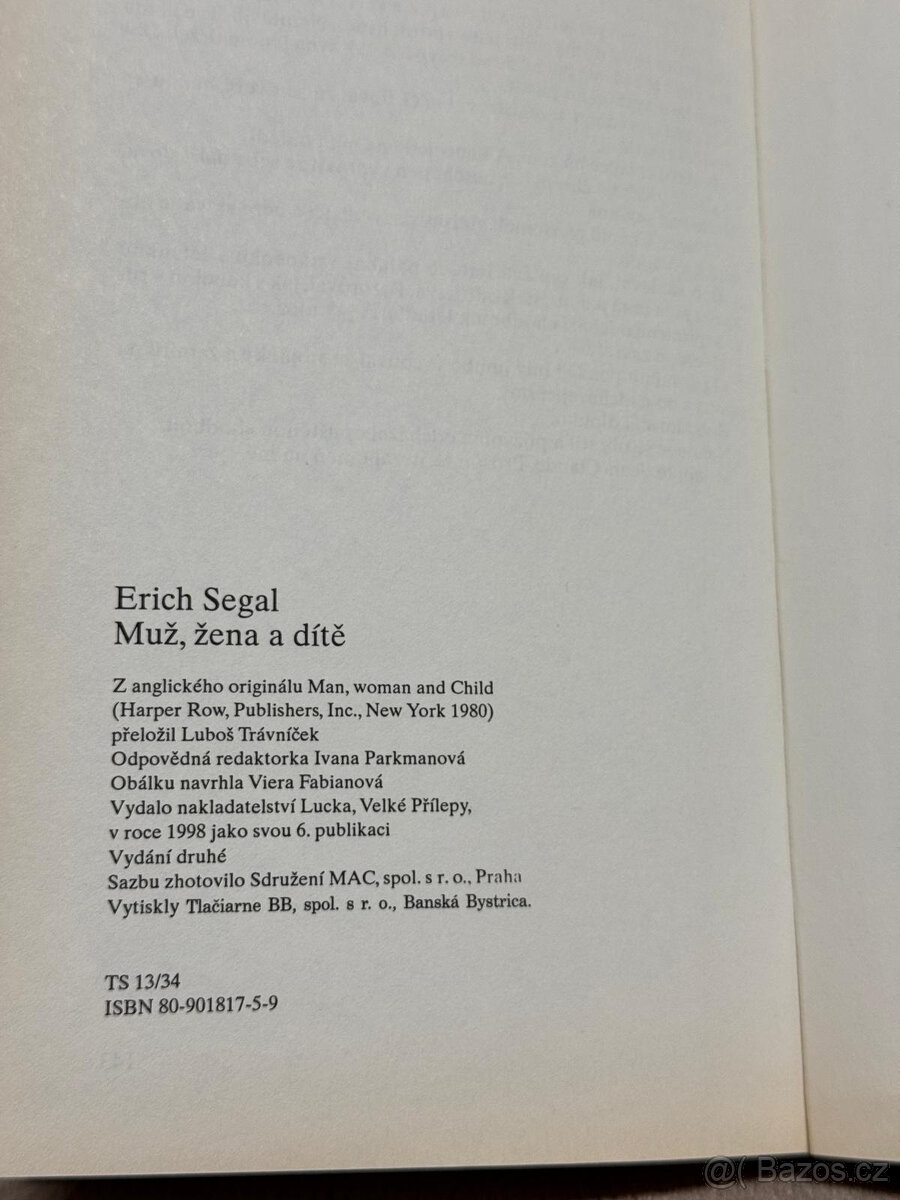 Erich Segal
Muž, žena a dítě
Z anglického originálu Man, woman and Child
(Harper Row, Publishers, Inc., New York 1980)
přeložil Luboš Trávníček
Odpovědná redaktorka Ivana Parkmanová
Obálku navrhla Viera Fabianová
Vydalo nakladatelství Lucka, Velké Přílepy,
v roce 1998 jako svou 6. publikaci
Vydání druhé
Sazbu zhotovilo Sdružení MAC, spol. s r. o., Praha
Vytiskly Tlačiarne BB, spol. s r. o., Banská Bystrica.
TS 13/34
ISBN 80-901817-5-9
@( Bazos.cz